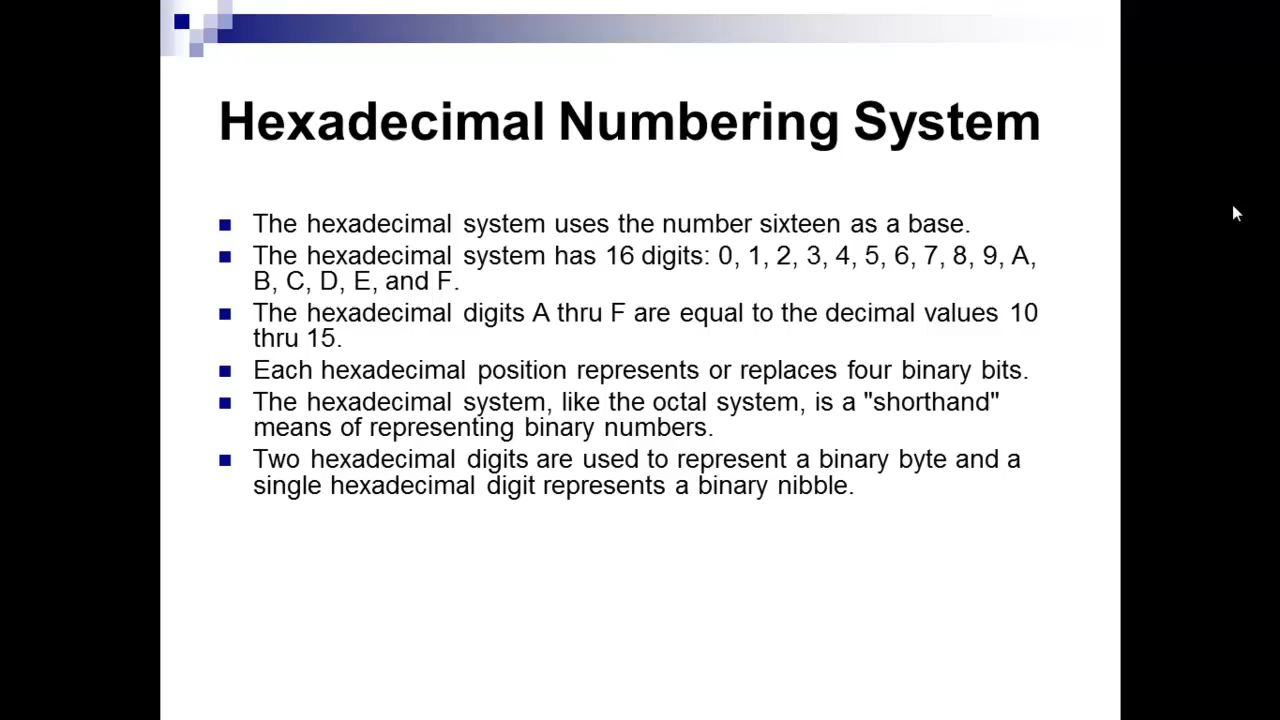 Hexadecimal Numbering System
The hexadecimal system uses the number sixteen as a base.
The hexadecimal system has 16 digits: 0, 1, 2, 3, 4, 5, 6, 7, 8, 9, A,
B, C, D, E, and F.
The hexadecimal digits A thru F are equal to the decimal values 10
thru 15.
Each hexadecimal position represents or replaces four binary bits.
The hexadecimal system, like the octal system, is a "shorthand"
means of representing binary numbers.
Two hexadecimal digits are used to represent a binary byte and a
single hexadecimal digit represents a binary nibble.